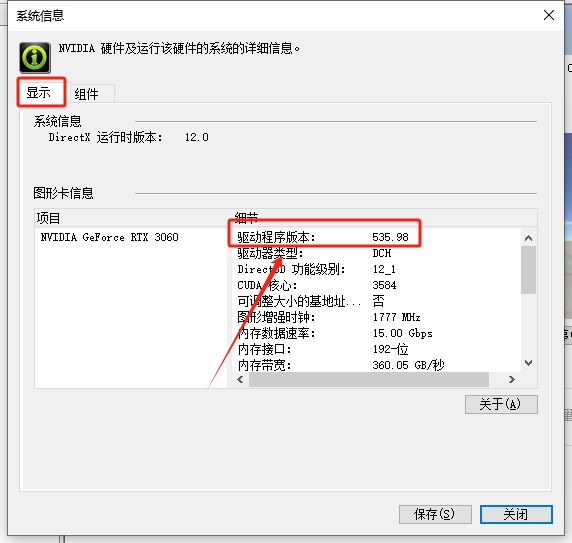 系统信息
NVIDIA 硬件及运行该硬件的系统的详细信息。
显示 组件
系统信息
DirectX 运行时版本： 12.0
图形卡信息
项目 细节
NVIDIA GeForce RTX 3060 驱动程序版本： 535.98
驱动器类型： DCH
Direct3D 功能级别： 12_1
CUDA 核心： 3584
可调整大小的基地址... 否
图形增强时钟： 1777 MHz
内存数据速率： 15.00 Gbps
内存接口： 192-位
内存带宽： 360.05 GB/秒
关于(A)
保存(S) 关闭